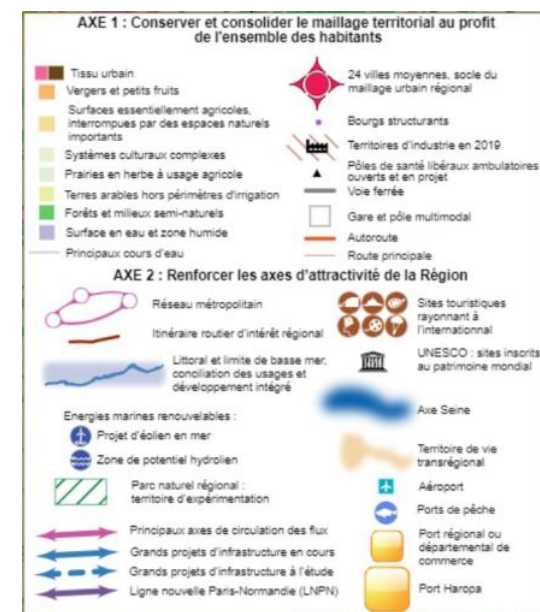 AXE 1 : Conserver et consolider le maillage territorial au profit
de l'ensemble des habitants
Tissu urbain
Vergers et petits fruits
Surfaces essentiellement agricoles,
interrompues par des espaces naturels
importants
Systèmes culturaux complexes
Prairies en herbe à usage agricole
Terres arables hors périmètres d'irrigation
Forêts et milieux semi-naturels
Surface en eau et zone humide
Principaux cours d'eau
24 villes moyennes, socle du
maillage urbain régional
Bourgs structurants
Territoires d'industrie en 2019
Pôles de santé libéraux ambulatoires
ouverts et en projet
Voie ferrée
Gare et pôle multimodal
Autoroute
Route principale
AXE 2 : Renforcer les axes d'attractivité de la Région
Réseau métropolitain
Itinéraire routier d'intérêt régional
Littoral et limite de basse mer,
conciliation des usages et
développement intégré
Energies marines renouvelables :
Projet d'éolien en mer
Zone de potentiel hydrolien
Parc naturel régional :
territoire d'expérimentation
Principaux axes de circulation des flux
Grands projets d'infrastructure en cours
Grands projets d'infrastructure à l'étude
Ligne nouvelle Paris-Normandie (LNPN)
Sites touristiques
rayonnant à
l'internationnal
UNESCO : sites inscrits
au patrimoine mondial
Axe Seine
Territoire de vie
transrégional
Aéroport
Ports de pêche
Port régional ou
départemental de
commerce
Port Haropa